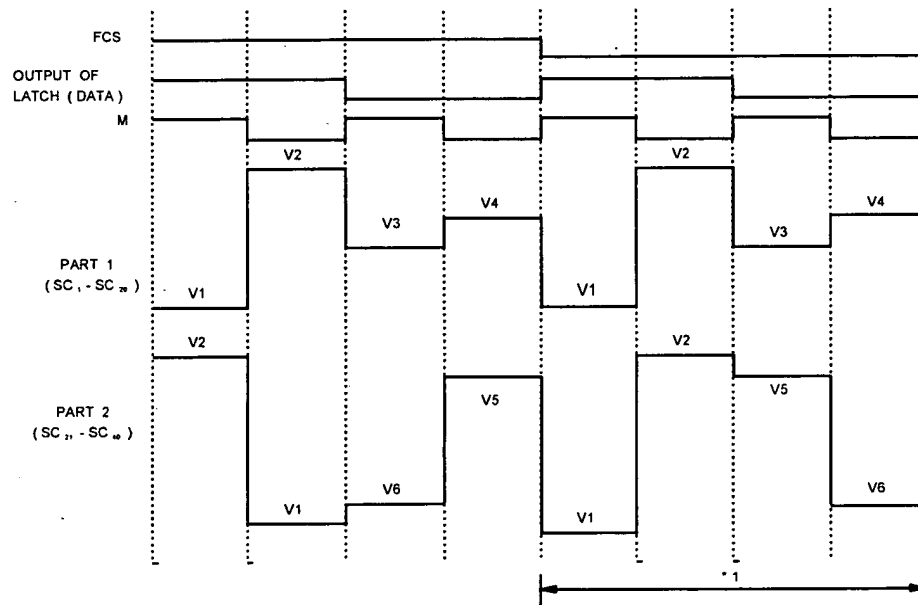 FCS
OUTPUT OF
LATCH (DATA)
M
V2 V2
V3 V4 V3 V4
PART 1
(SC₁ - SC₂₀)
V1 V1
V2 V2
V5 V5
PART 2
(SC₂₁ - SC₄₀)
V6 V6
V1 V1
*1